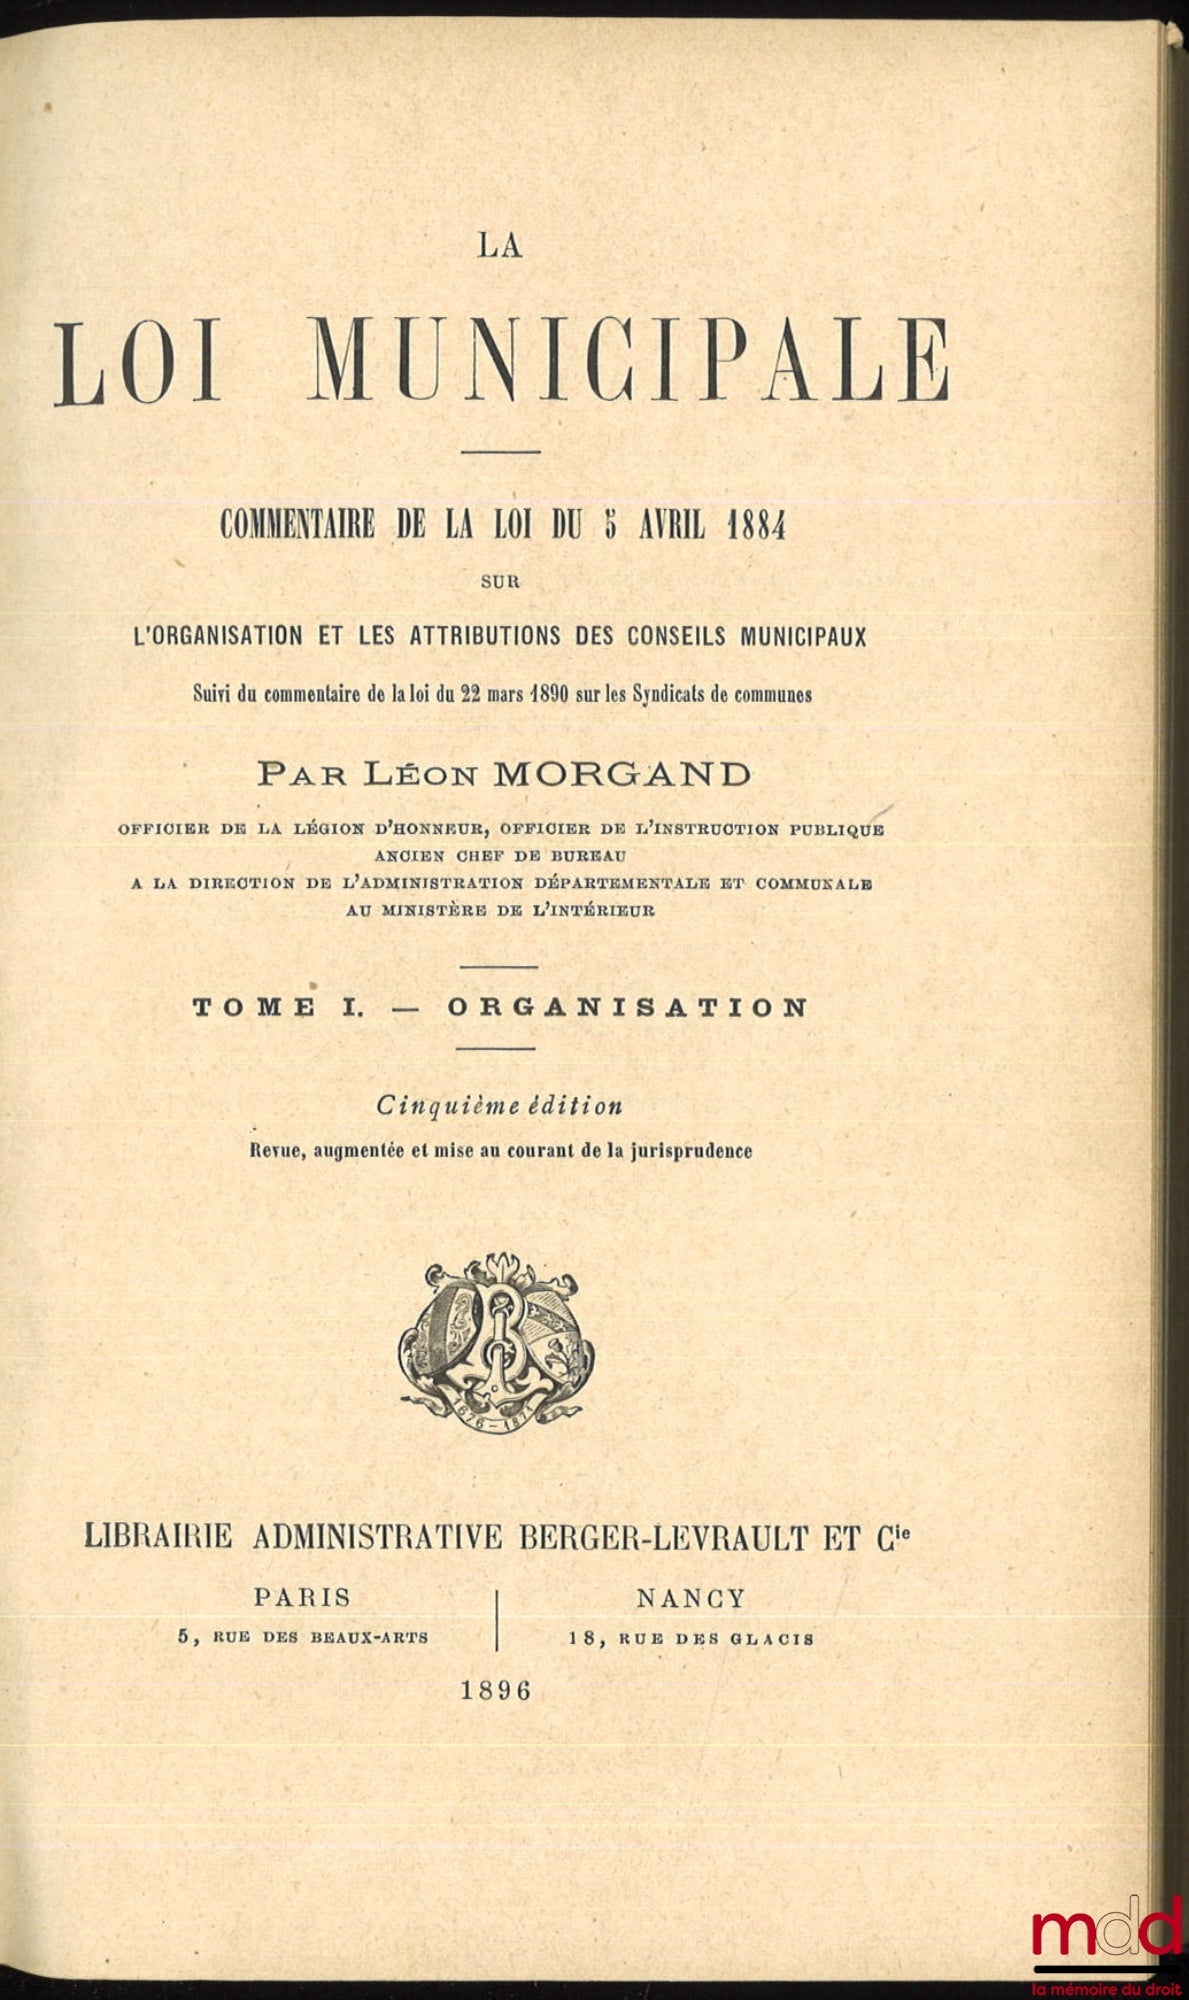 LA
LOI MUNICIPALE
COMMENTAIRE DE LA LOI DU 5 AVRIL 1884
SUR
L'ORGANISATION ET LES ATTRIBUTIONS DES CONSEILS MUNICIPAUX
Suivi du commentaire de la loi du 22 mars 1890 sur les Syndicats de communes
PAR LÉON MORGAND
OFFICIER DE LA LÉGION D'HONNEUR, OFFICIER DE L'INSTRUCTION PUBLIQUE
ANCIEN CHEF DE BUREAU
A LA DIRECTION DE L'ADMINISTRATION DÉPARTEMENTALE ET COMMUNALE
AU MINISTÈRE DE L'INTÉRIEUR
TOME I. — ORGANISATION
Cinquième édition
Revue, augmentée et mise au courant de la jurisprudence
1676-1871
LIBRAIRIE ADMINISTRATIVE BERGER-LEVRAULT ET Cie
PARIS
5, RUE DES BEAUX-ARTS
NANCY
18, RUE DES GLACIS
1896
mdd
la mémoire du droit